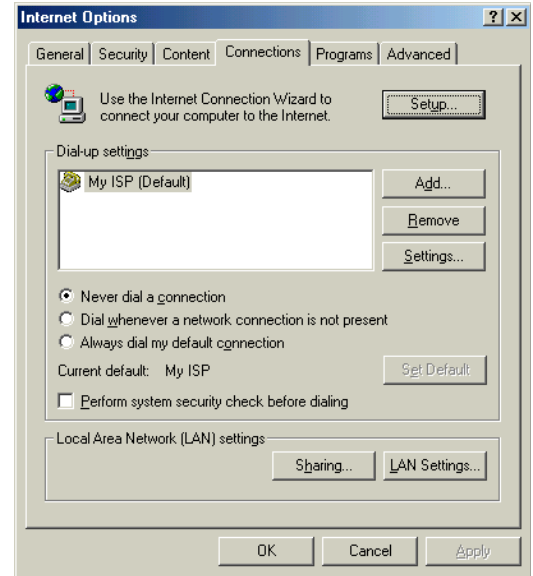 Internet Options
General Security Content Connections Programs Advanced
Use the Internet Connection Wizard to
connect your computer to the Internet.
Setup...
Dial-up settings
My ISP (Default)
Add...
Remove
Settings...
Never dial a connection
Dial whenever a network connection is not present
Always dial my default connection
Current default: My ISP
Set Default
Perform system security check before dialing
Local Area Network (LAN) settings
Sharing... LAN Settings...
OK Cancel Apply